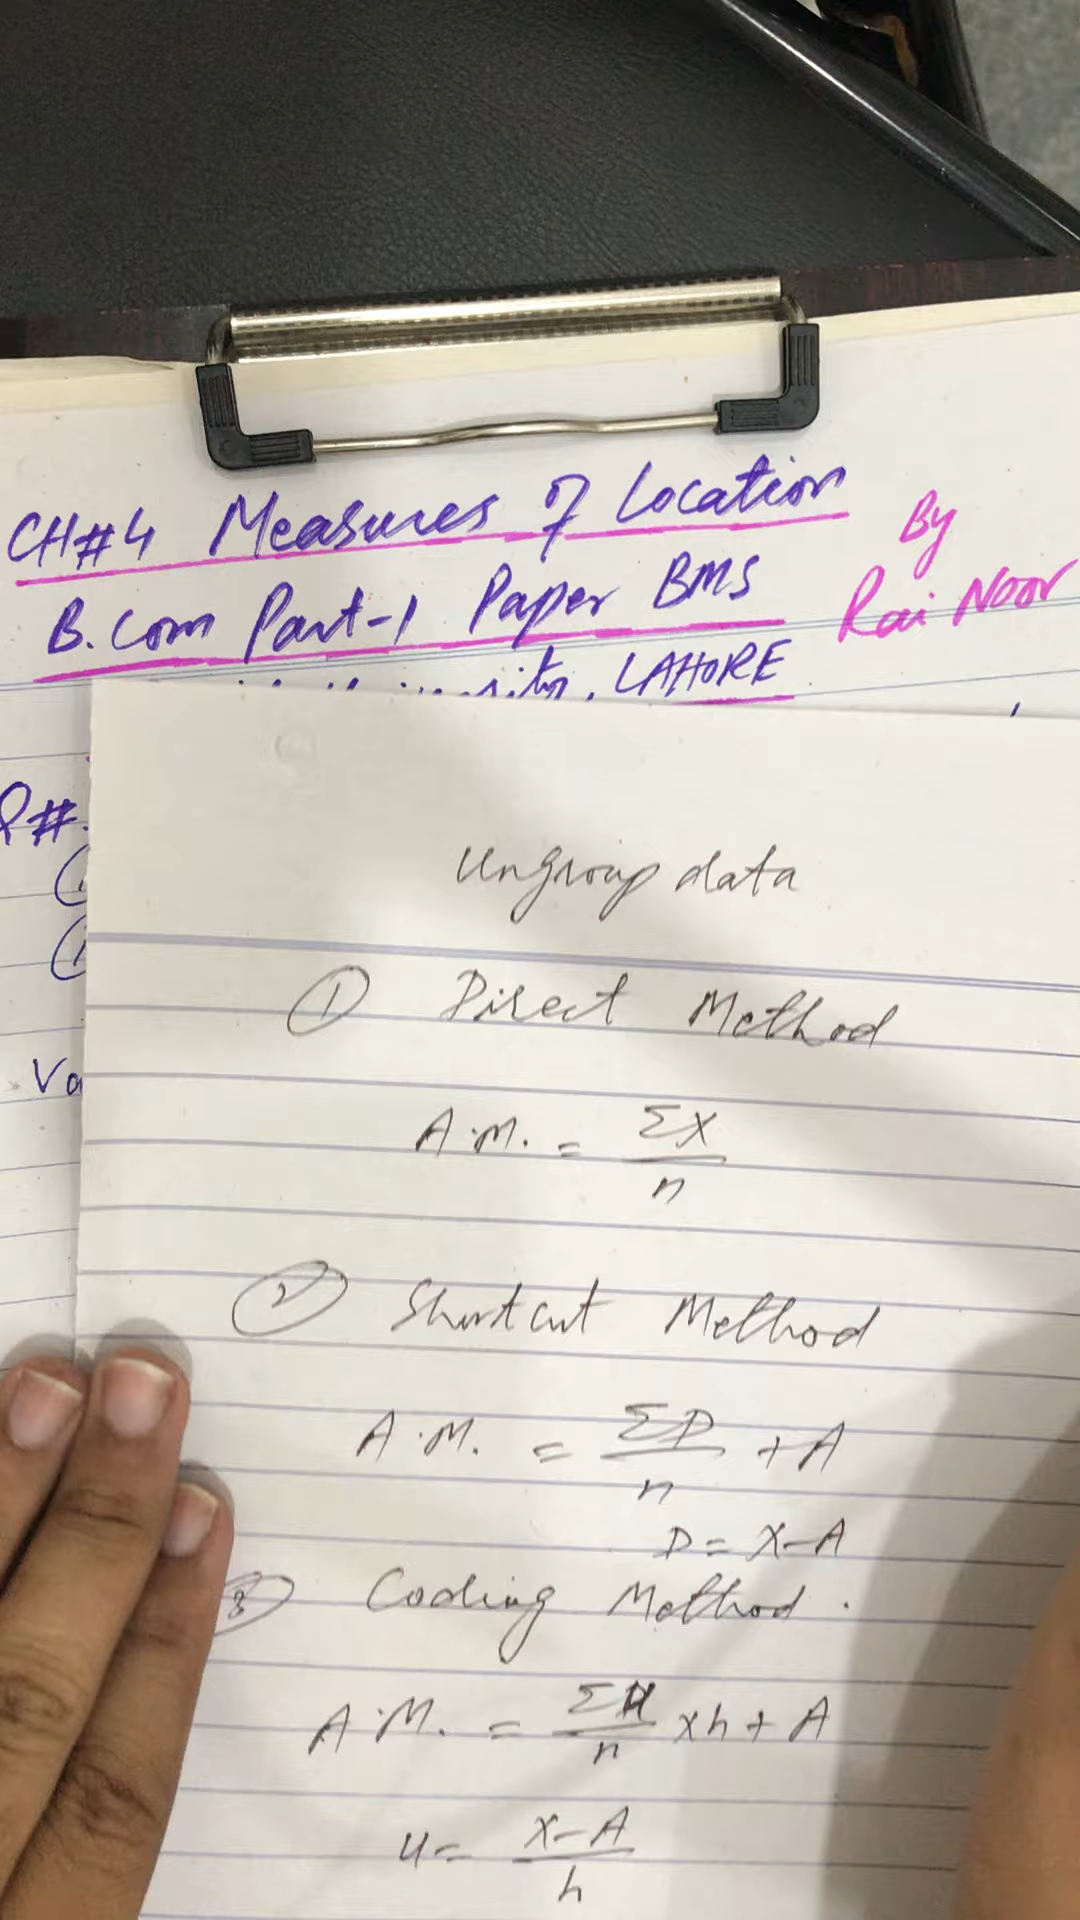 CH#4 Measures of Location
By
B.Com Part-1 Paper BMS
Rai Noor
LAHORE
P#.
Ungroup data
① Direct Method
A.M. = ΣX/n
② Shortcut Method
A.M. = ΣD/n + A
D = X-A
③ Coding Method.
A.M. = Σu/n xh + A
u = X-A/h